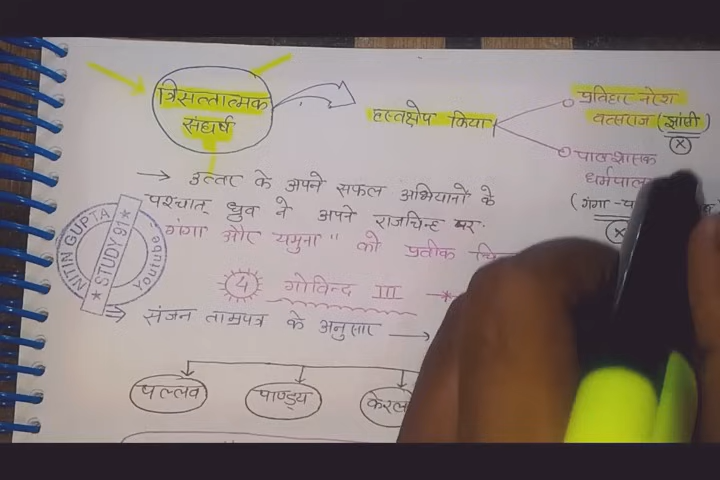 त्रिसत्तात्मक
संघर्ष
हस्तक्षेप किया
प्रतिहार नरेश
वत्सराज (झांसी)
x
पालशासक
धर्मपाल
(गंगा -य
x
→ उत्तर के अपने सफल अभियानों के
पश्चात् ध्रुव ने अपने राजचिन्ह पर
गंगा और यमुना" को प्रतीक चि
4 गोविन्द III
⇒ संजन ताम्रपत्र के अनुसार →
पल्लव पाण्ड्य केरल
NITIN GUPTA
★ STUDY 91 ★
YouTube-